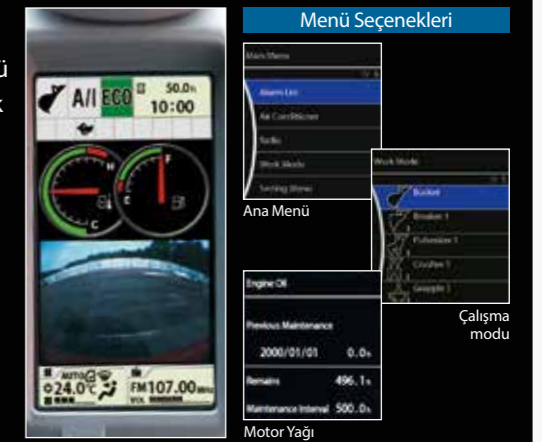 Menü Seçenekleri
ü
k
A/I ECO 50.0h
10:00
H
C
F
E
AUTO
24.0°C
FM107.00MHz
VOL
Main Menu
Alarm List
Air Conditioner
Radio
Work Mode
Setting Menu
Ana Menü
Work Mode
Bucket
Breaker 1
Pulverizer 1
Crusher 1
Grapple 1
Çalışma
modu
Engine Oil
Previous Maintenance
2000/01/01 0.0h
Remains 496.1h
Maintenance Interval 500.0h
Motor Yağı